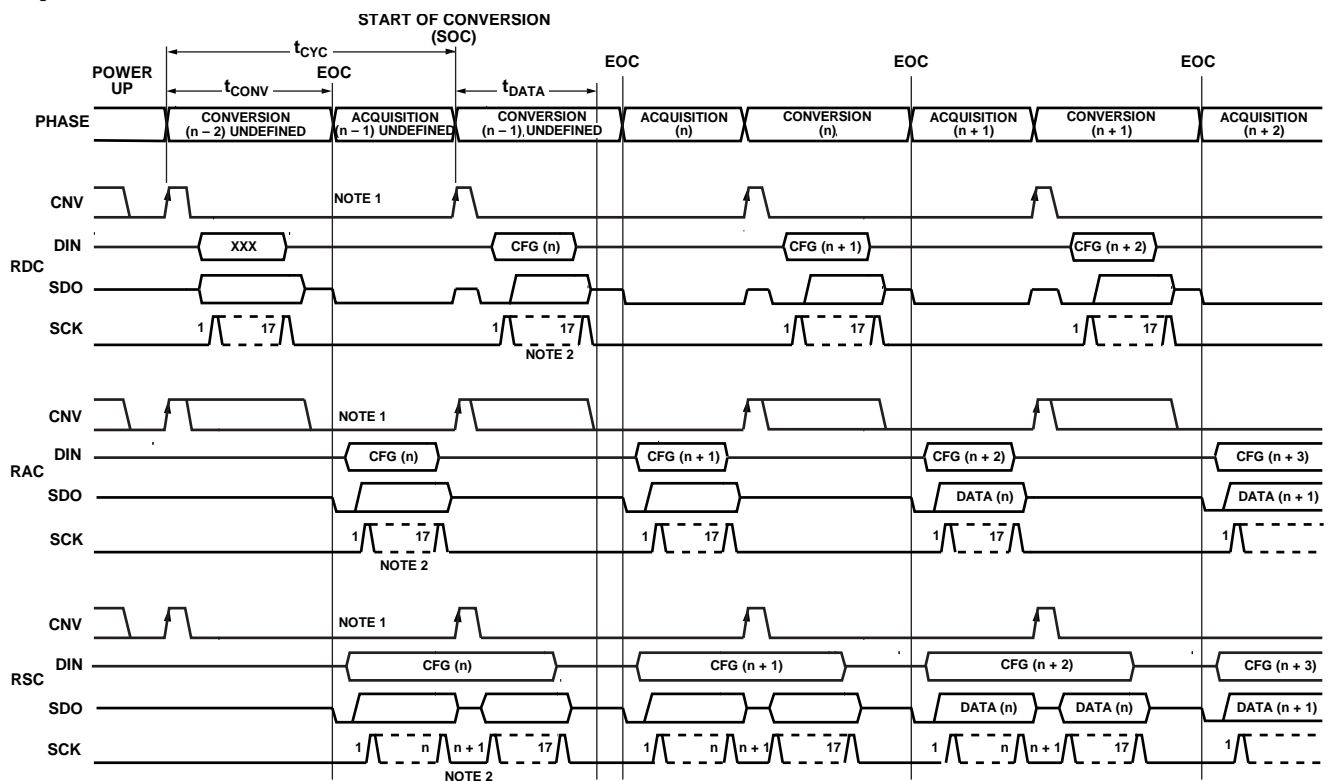 START OF CONVERSION
(SOC)
tCYC
POWER
UP
EOC
EOC
EOC
EOC
tCONV
tDATA
PHASE
CONVERSION
(n – 2) UNDEFINED
ACQUISITION
(n – 1) UNDEFINED
CONVERSION
(n – 1) UNDEFINED
ACQUISITION
(n)
CONVERSION
(n)
ACQUISITION
(n + 1)
CONVERSION
(n + 1)
ACQUISITION
(n + 2)
CNV
NOTE 1
RDC
DIN
XXX
CFG (n)
CFG (n + 1)
CFG (n + 2)
SDO
SCK
1 17
1 17
1 17
1 17
NOTE 2
CNV
NOTE 1
RAC
DIN
CFG (n)
CFG (n + 1)
CFG (n + 2)
CFG (n + 3)
SDO
DATA (n)
DATA (n + 1)
SCK
1 17
1 17
1 17
1
NOTE 2
CNV
NOTE 1
RSC
DIN
CFG (n)
CFG (n + 1)
CFG (n + 2)
CFG (n + 3)
SDO
DATA (n)
DATA (n)
DATA (n + 1)
SCK
1 n n + 1 17
1 n n + 1 17
1 n n + 1 17
1
NOTE 2